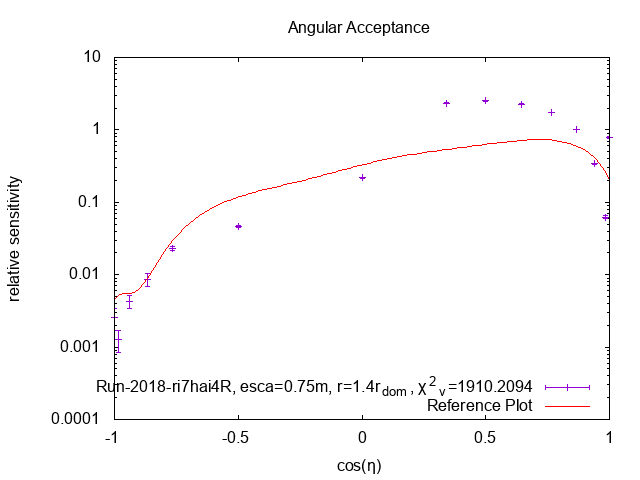 Angular Acceptance
10
1
0.1
0.01
0.001
0.0001
relative sensitivity
Run-2018-ri7hai4R, esca=0.75m, r=1.4r_dom, χ²_ν=1910.2094
Reference Plot
-1 -0.5 0 0.5 1
cos(η)